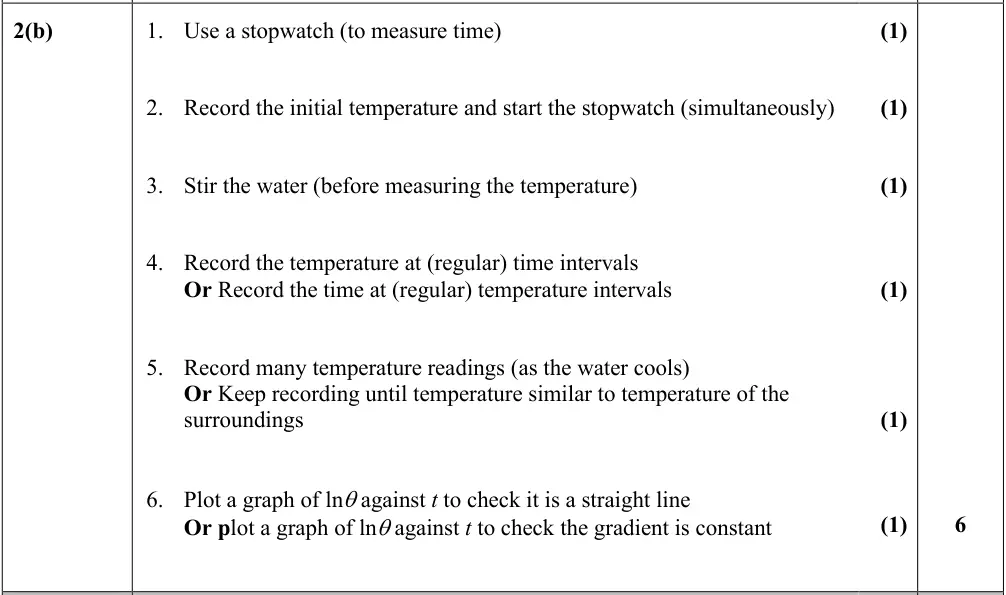 2(b)
1. Use a stopwatch (to measure time) (1)
2. Record the initial temperature and start the stopwatch (simultaneously) (1)
3. Stir the water (before measuring the temperature) (1)
4. Record the temperature at (regular) time intervals
Or Record the time at (regular) temperature intervals (1)
5. Record many temperature readings (as the water cools)
Or Keep recording until temperature similar to temperature of the
surroundings (1)
6. Plot a graph of lnθ against t to check it is a straight line
Or plot a graph of lnθ against t to check the gradient is constant (1) 6